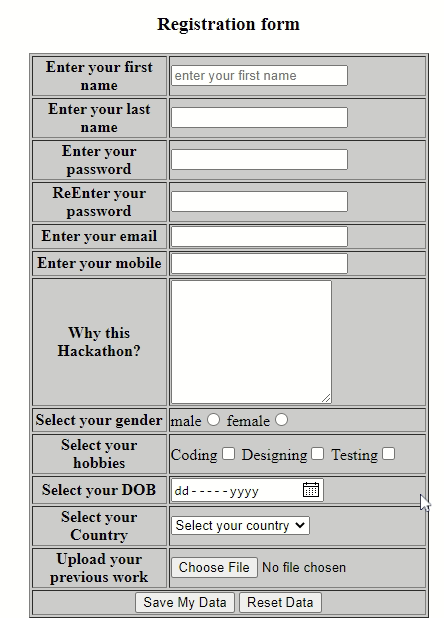 Registration form
Enter your first
name
enter your first name
Enter your last
name
Enter your
password
ReEnter your
password
Enter your email
Enter your mobile
Why this
Hackathon?
Select your gender
male female
Select your
hobbies
Coding Designing Testing
Select your DOB
dd-----yyyy
Select your
Country
Select your country
Upload your
previous work
Choose File No file chosen
Save My Data Reset Data